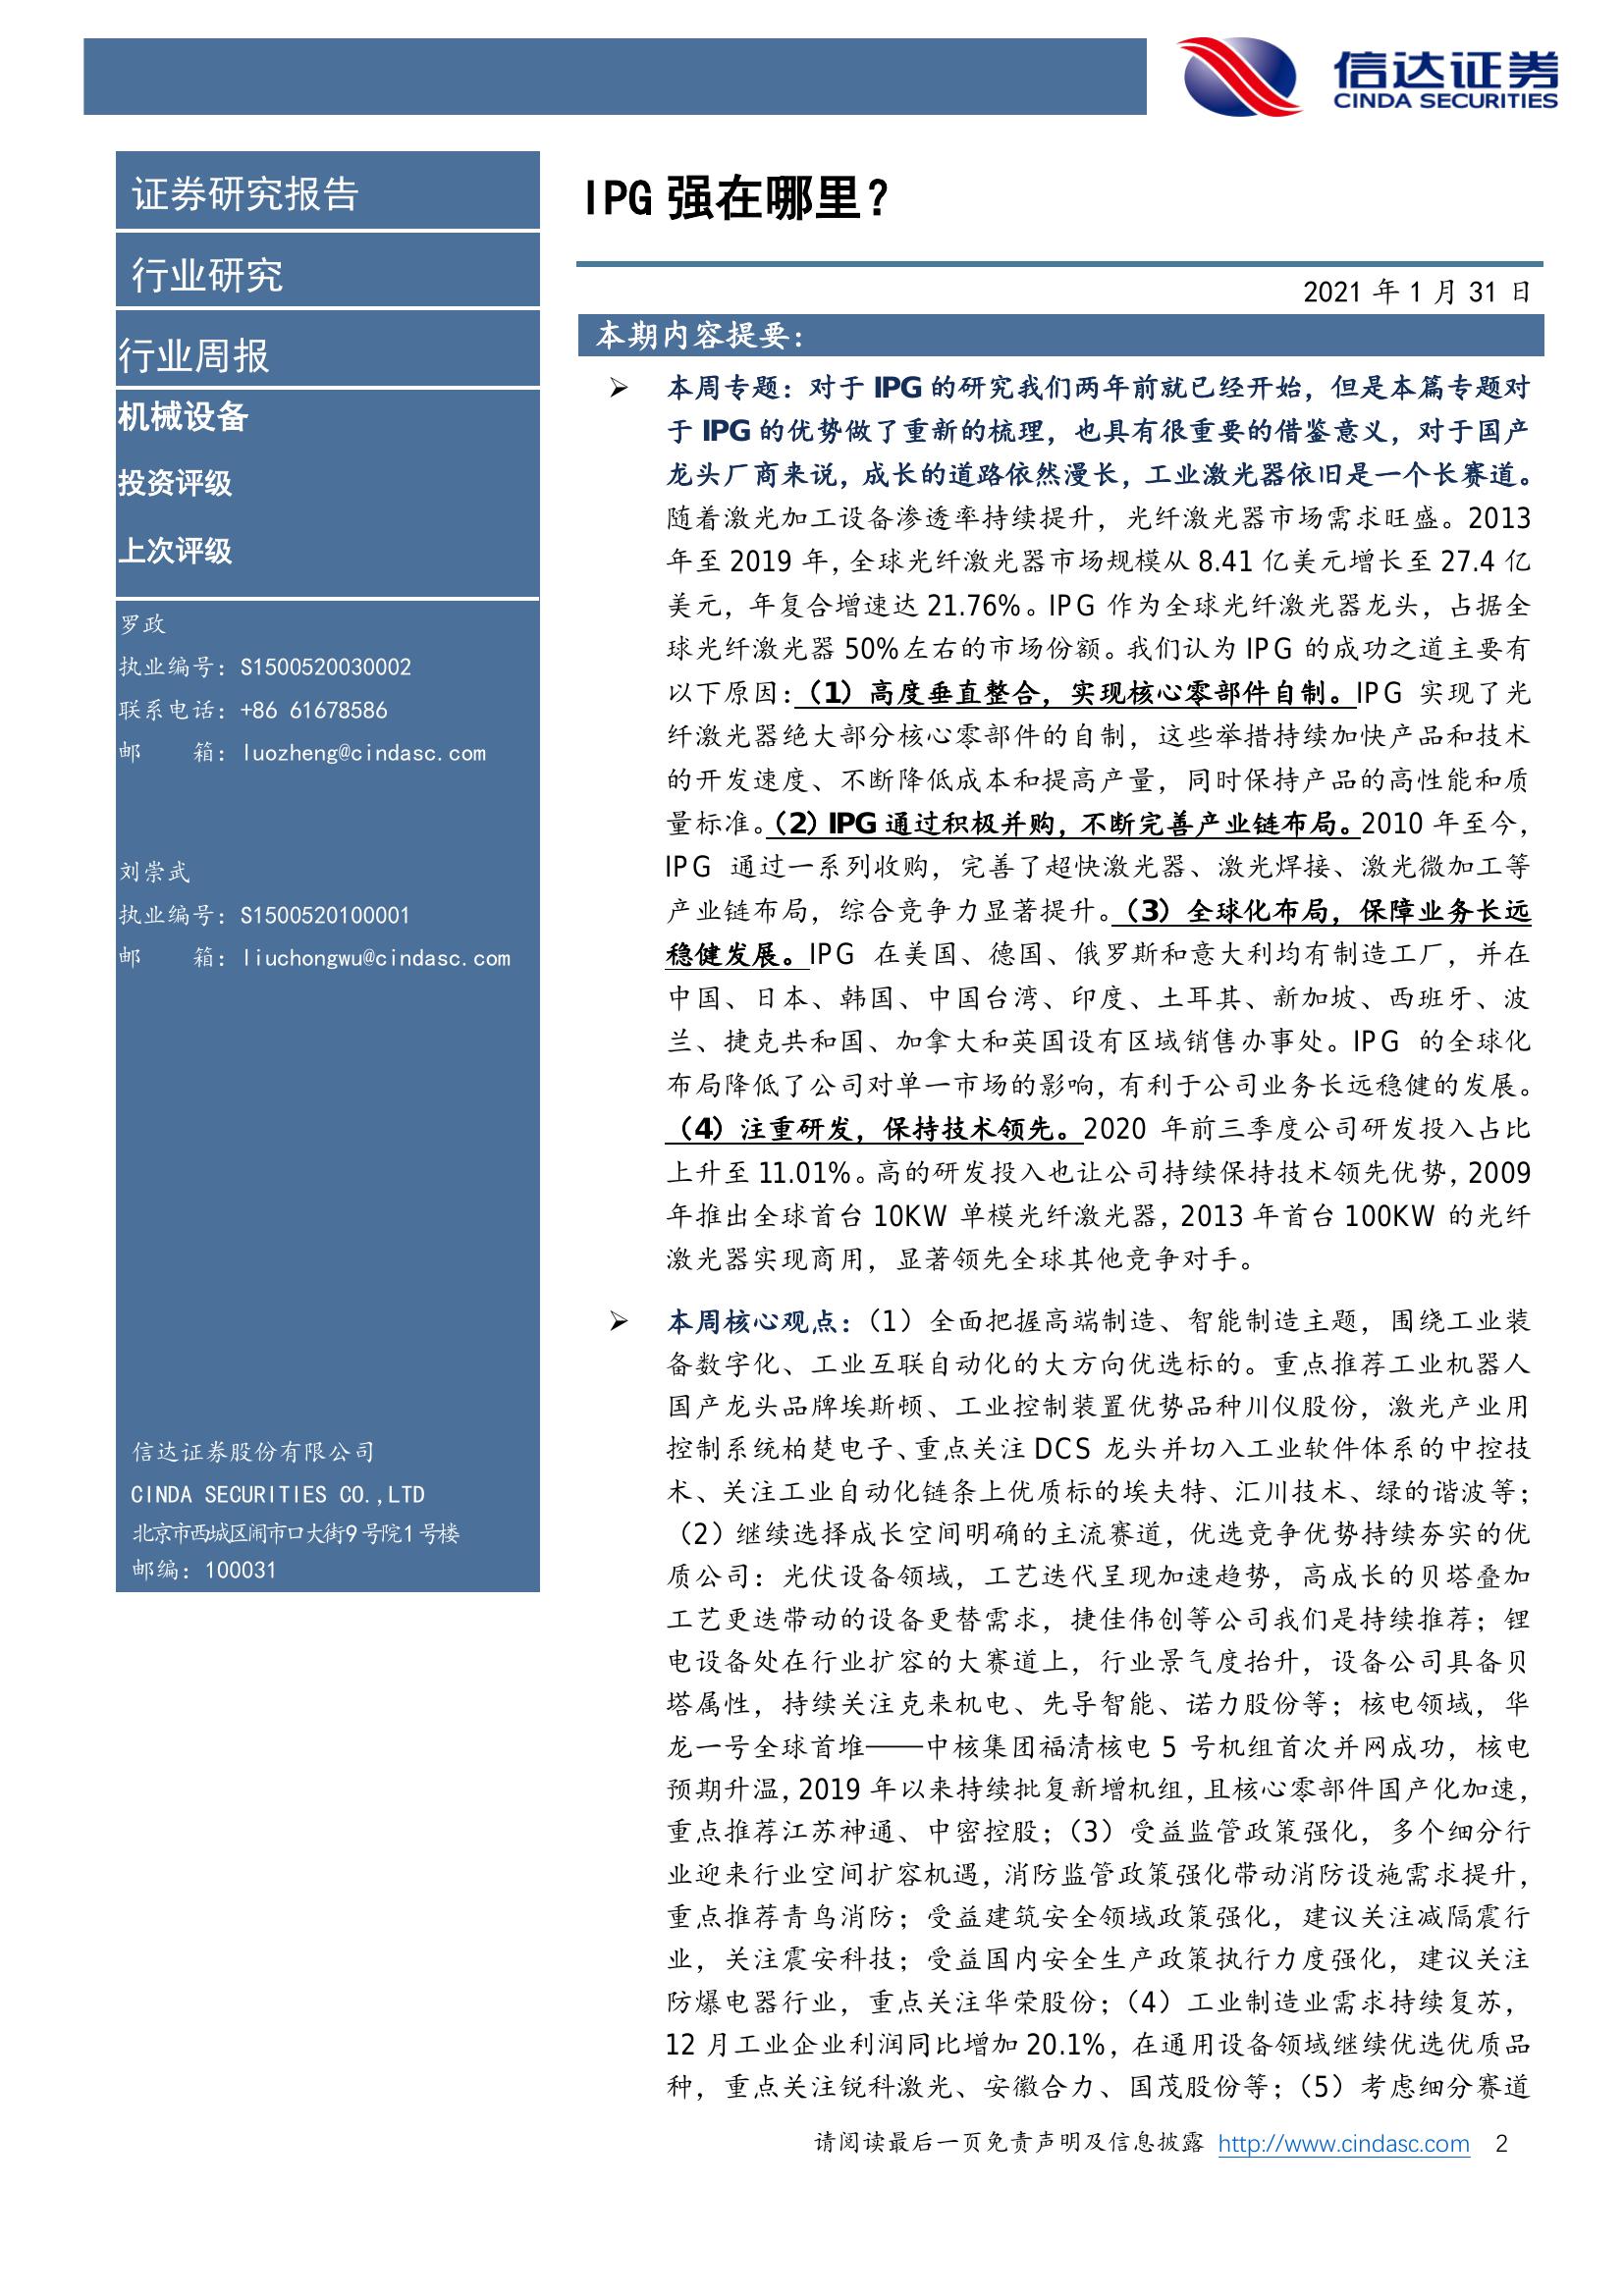 信达证券
CINDA SECURITIES
证券研究报告
行业研究
行业周报
机械设备
投资评级
上次评级
罗政
执业编号：S1500520030002
联系电话：+86 61678586
邮 箱：luozheng@cindasc.com
刘崇武
执业编号：S1500520100001
邮 箱：liuchongwu@cindasc.com
信达证券股份有限公司
CINDA SECURITIES CO.,LTD
北京市西城区闹市口大街9号院1号楼
邮编：100031
IPG 强在哪里？
2021 年 1 月 31 日
本期内容提要：
➢ 本周专题：对于 IPG 的研究我们两年前就已经开始，但是本篇专题对
于 IPG 的优势做了重新的梳理，也具有很重要的借鉴意义，对于国产
龙头厂商来说，成长的道路依然漫长，工业激光器依旧是一个长赛道。
随着激光加工设备渗透率持续提升，光纤激光器市场需求旺盛。2013
年至 2019 年，全球光纤激光器市场规模从 8.41 亿美元增长至 27.4 亿
美元，年复合增速达 21.76%。IPG 作为全球光纤激光器龙头，占据全
球光纤激光器 50%左右的市场份额。我们认为 IPG 的成功之道主要有
以下原因：（1）高度垂直整合，实现核心零部件自制。IPG 实现了光
纤激光器绝大部分核心零部件的自制，这些举措持续加快产品和技术
的开发速度、不断降低成本和提高产量，同时保持产品的高性能和质
量标准。（2）IPG 通过积极并购，不断完善产业链布局。2010 年至今，
IPG 通过一系列收购，完善了超快激光器、激光焊接、激光微加工等
产业链布局，综合竞争力显著提升。（3）全球化布局，保障业务长远
稳健发展。IPG 在美国、德国、俄罗斯和意大利均有制造工厂，并在
中国、日本、韩国、中国台湾、印度、土耳其、新加坡、西班牙、波
兰、捷克共和国、加拿大和英国设有区域销售办事处。IPG 的全球化
布局降低了公司对单一市场的影响，有利于公司业务长远稳健的发展。
（4）注重研发，保持技术领先。2020 年前三季度公司研发投入占比
上升至 11.01%。高的研发投入也让公司持续保持技术领先优势，2009
年推出全球首台 10KW 单模光纤激光器，2013 年首台 100KW 的光纤
激光器实现商用，显著领先全球其他竞争对手。
➢ 本周核心观点：（1）全面把握高端制造、智能制造主题，围绕工业装
备数字化、工业互联自动化的大方向优选标的。重点推荐工业机器人
国产龙头品牌埃斯顿、工业控制装置优势品种川仪股份，激光产业用
控制系统柏楚电子、重点关注 DCS 龙头并切入工业软件体系的中控技
术、关注工业自动化链条上优质标的埃夫特、汇川技术、绿的谐波等；
（2）继续选择成长空间明确的主流赛道，优选竞争优势持续夯实的优
质公司：光伏设备领域，工艺迭代呈现加速趋势，高成长的贝塔叠加
工艺更迭带动的设备更替需求，捷佳伟创等公司我们是持续推荐；锂
电设备处在行业扩容的大赛道上，行业景气度抬升，设备公司具备贝
塔属性，持续关注克来机电、先导智能、诺力股份等；核电领域，华
龙一号全球首堆——中核集团福清核电 5 号机组首次并网成功，核电
预期升温，2019 年以来持续批复新增机组，且核心零部件国产化加速，
重点推荐江苏神通、中密控股；（3）受益监管政策强化，多个细分行
业迎来行业空间扩容机遇，消防监管政策强化带动消防设施需求提升，
重点推荐青鸟消防；受益建筑安全领域政策强化，建议关注减隔震行
业，关注震安科技；受益国内安全生产政策执行力度强化，建议关注
防爆电器行业，重点关注华荣股份；（4）工业制造业需求持续复苏，
12 月工业企业利润同比增加 20.1%，在通用设备领域继续优选优质品
种，重点关注锐科激光、安徽合力、国茂股份等；（5）考虑细分赛道
请阅读最后一页免责声明及信息披露 http://www.cindasc.com 2